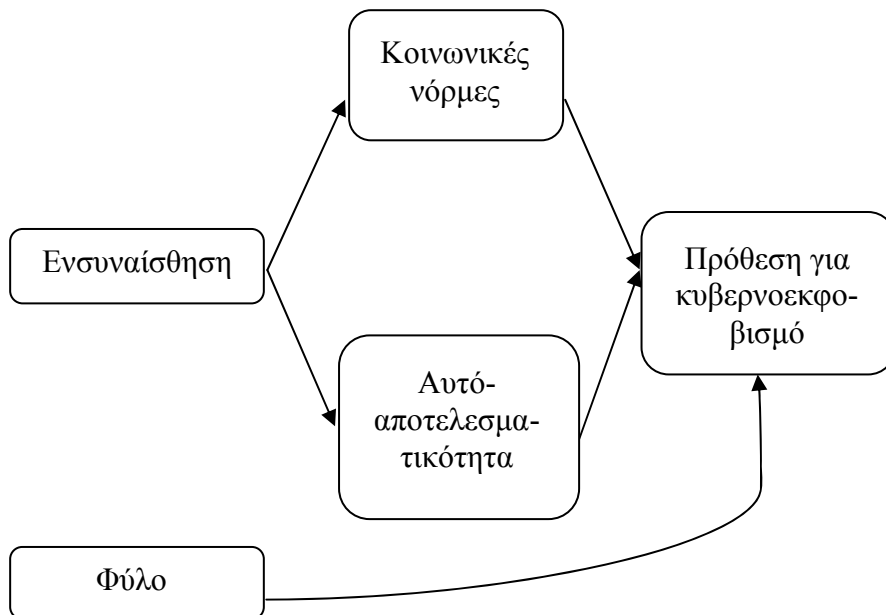 Κοινωνικές
νόρμες
Ενσυναίσθηση
Πρόθεση για
κυβερνοεκφο-
βισμό
Αυτό-
αποτελεσμα-
τικότητα
Φύλο